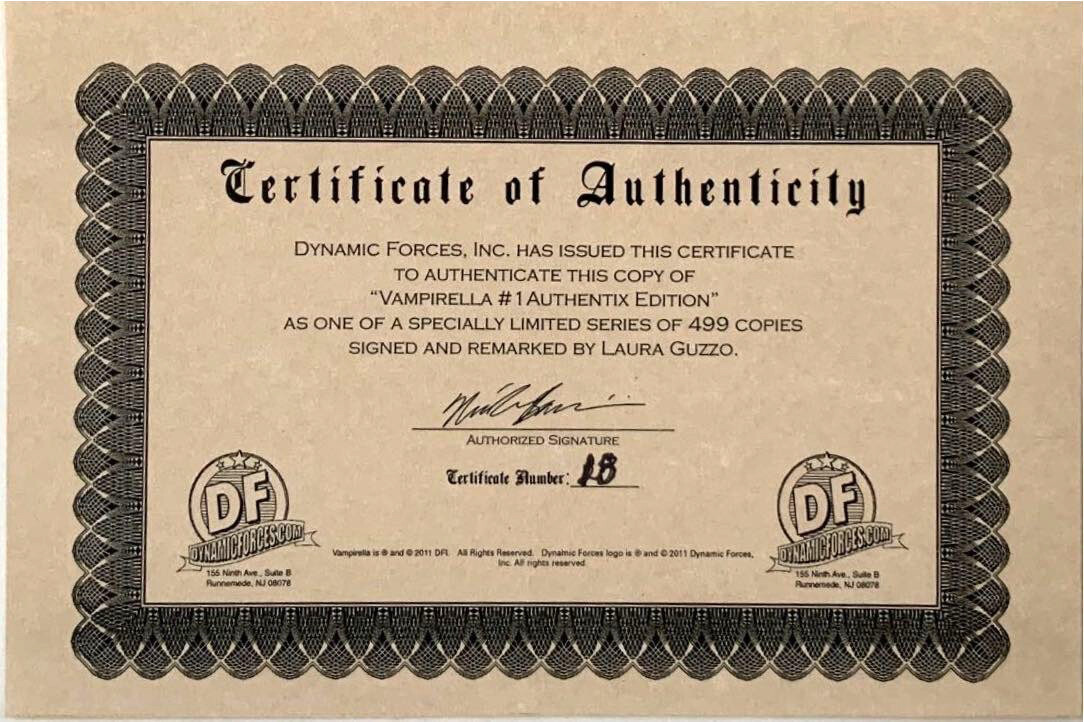 Certificate of Authenticity
DYNAMIC FORCES, INC. HAS ISSUED THIS CERTIFICATE
TO AUTHENTICATE THIS COPY OF
“VAMPIRELLA #1 AUTHENTIX EDITION”
AS ONE OF A SPECIALLY LIMITED SERIES OF 499 COPIES
SIGNED AND REMARKED BY LAURA GUZZO.
AUTHORIZED SIGNATURE
Certificate Number: 18
DF
DYNAMICFORCES.COM
155 Ninth Ave., Suite B
Runnemede, NJ 08078
Vampirella is ® and © 2011 DFI. All Rights Reserved. Dynamic Forces logo is ® and © 2011 Dynamic Forces,
Inc. All rights reserved.
DF
DYNAMICFORCES.COM
155 Ninth Ave., Suite B
Runnemede, NJ 08078